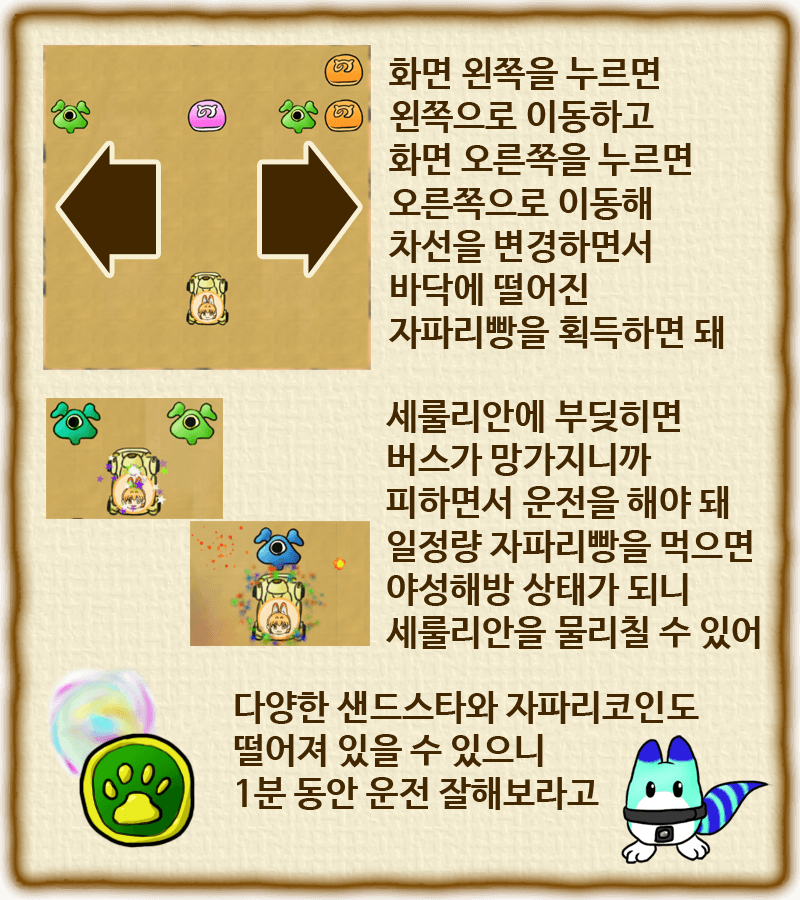 화면 왼쪽을 누르면
왼쪽으로 이동하고
화면 오른쪽을 누르면
오른쪽으로 이동해
차선을 변경하면서
바닥에 떨어진
자파리빵을 획득하면 돼
세룰리안에 부딪히면
버스가 망가지니까
피하면서 운전을 해야 돼
일정량 자파리빵을 먹으면
야성해방 상태가 되니
세룰리안을 물리칠 수 있어
다양한 샌드스타와 자파리코인도
떨어져 있을 수 있으니
1분 동안 운전 잘해보라고